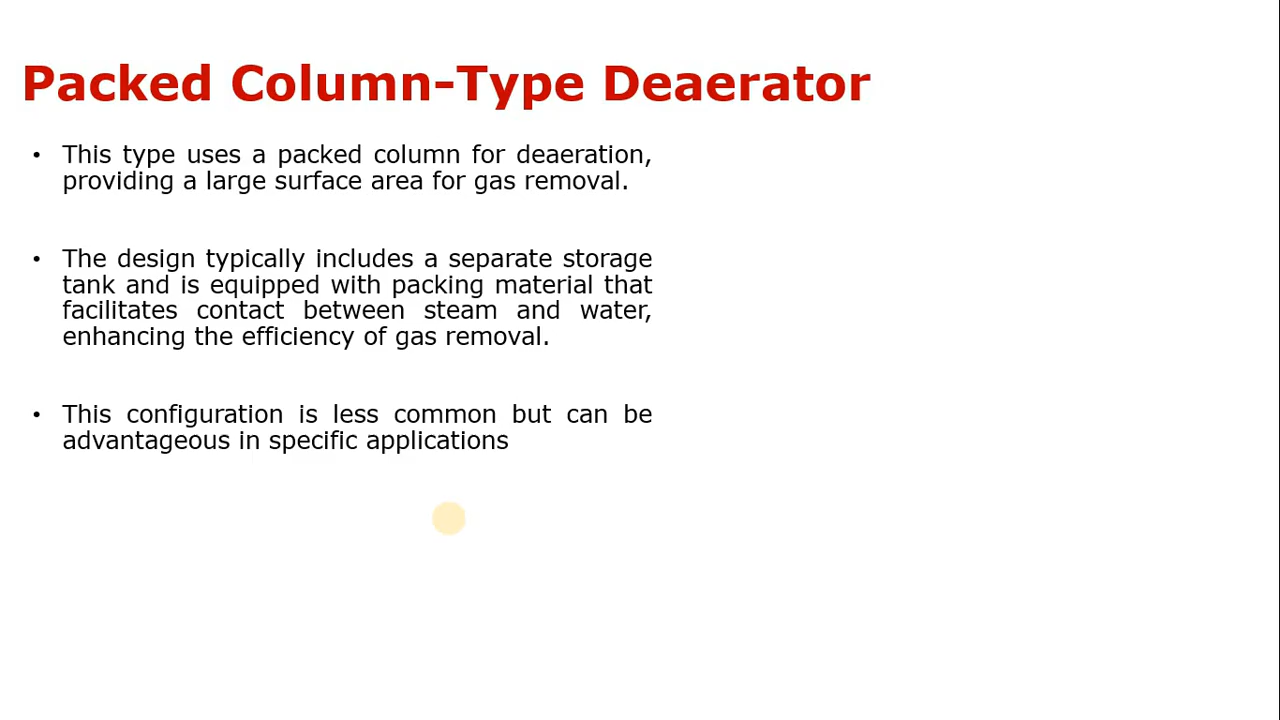 Packed Column-Type Deaerator
• This type uses a packed column for deaeration,
providing a large surface area for gas removal.
• The design typically includes a separate storage
tank and is equipped with packing material that
facilitates contact between steam and water,
enhancing the efficiency of gas removal.
• This configuration is less common but can be
advantageous in specific applications